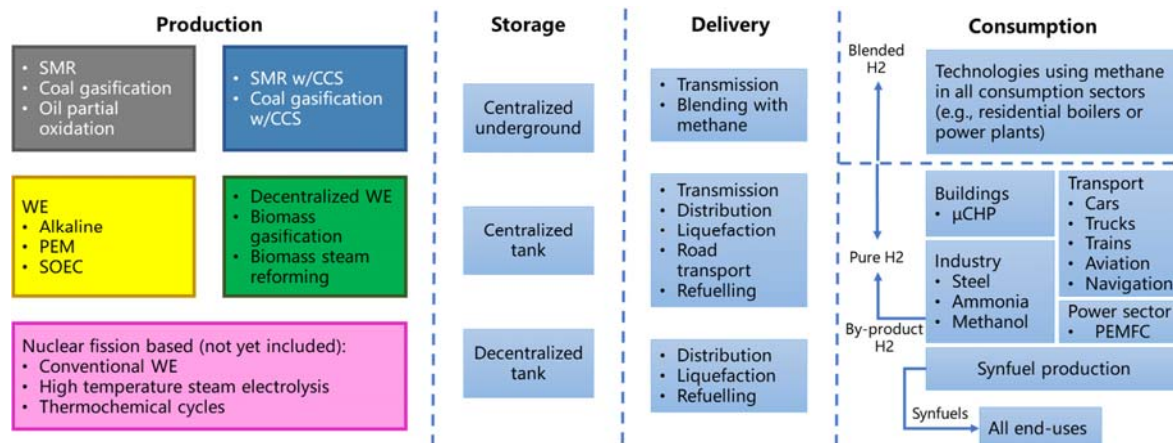 Production
• SMR
• Coal gasification
• Oil partial
oxidation
• SMR w/CCS
• Coal gasification
w/CCS
WE
• Alkaline
• PEM
• SOEC
• Decentralized WE
• Biomass
gasification
• Biomass steam
reforming
Nuclear fission based (not yet included):
• Conventional WE
• High temperature steam electrolysis
• Thermochemical cycles
Storage
Centralized
underground
Centralized
tank
Decentralized
tank
Delivery
• Transmission
• Blending with
methane
• Transmission
• Distribution
• Liquefaction
• Road
transport
• Refuelling
• Distribution
• Liquefaction
• Refuelling
Consumption
Blended
H2
Technologies using methane
in all consumption sectors
(e.g., residential boilers or
power plants)
Pure H2
By-product
H2
Buildings
• µCHP
Industry
• Steel
• Ammonia
• Methanol
Transport
• Cars
• Trucks
• Trains
• Aviation
• Navigation
Power sector
• PEMFC
Synfuel production
Synfuels
All end-uses